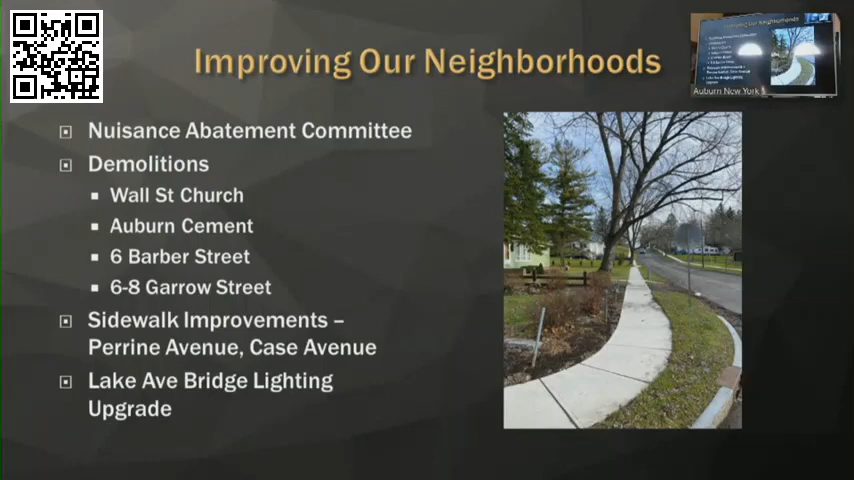 Improving Our Neighborhoods
Auburn New York
Nuisance Abatement Committee
Demolitions
Wall St Church
Auburn Cement
6 Barber Street
6-8 Garrow Street
Sidewalk Improvements –
Perrine Avenue, Case Avenue
Lake Ave Bridge Lighting
Upgrade